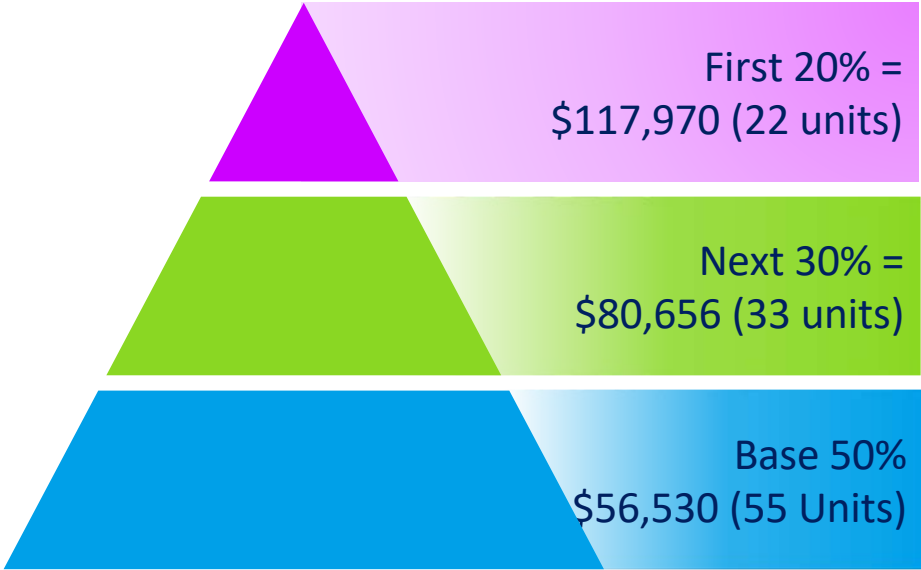 First 20% =
$117,970 (22 units)
Next 30% =
$80,656 (33 units)
Base 50%
$56,530 (55 Units)